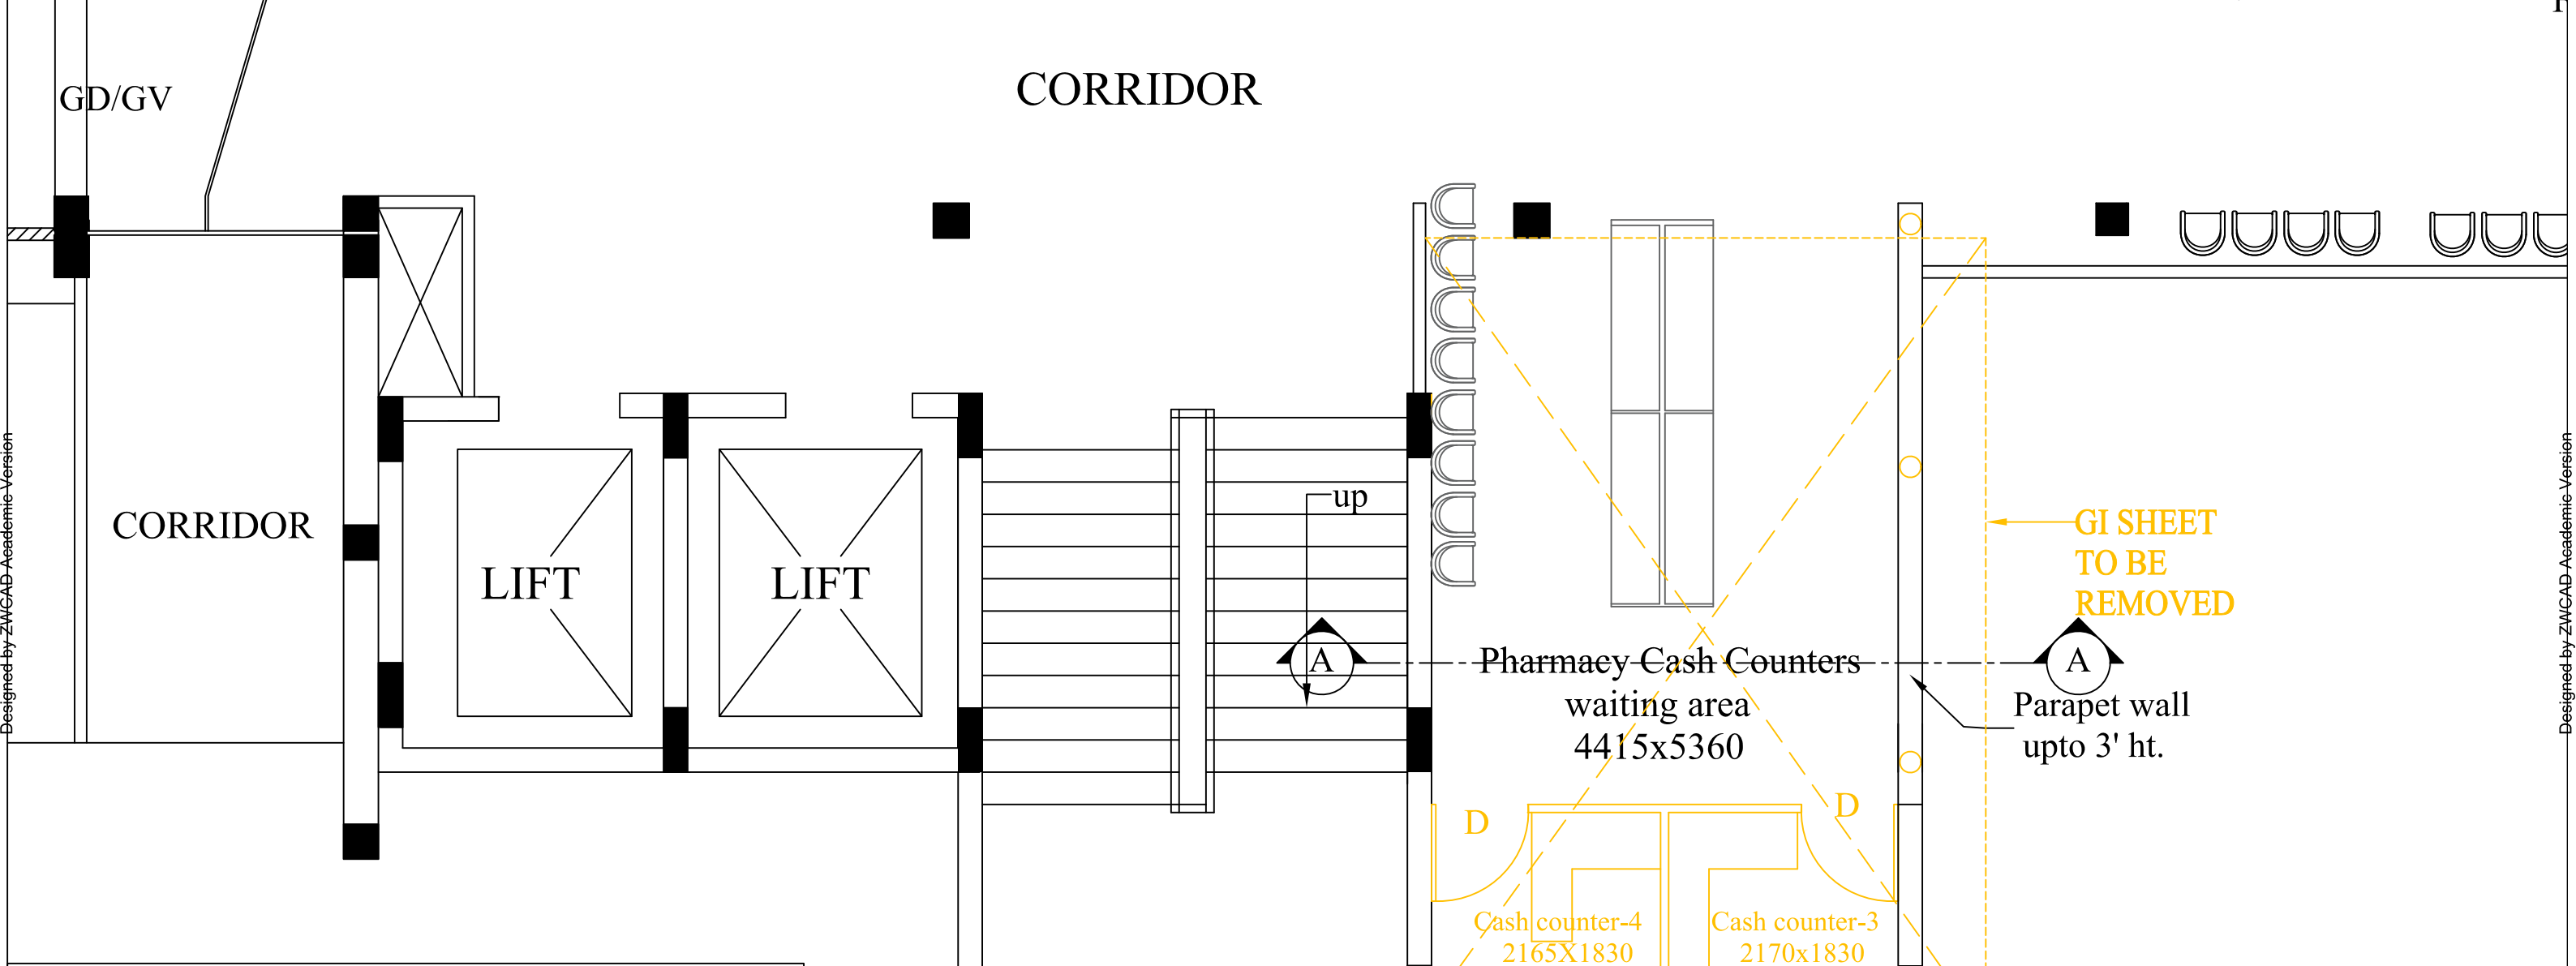 GD/GV
CORRIDOR
CORRIDOR
LIFT
LIFT
up
A
Pharmacy Cash Counters
waiting area
4415x5360
GI SHEET
TO BE
REMOVED
A
Parapet wall
upto 3' ht.
D
D
Cash counter-4
2165X1830
Cash counter-3
2170x1830
Designed by ZWCAD Academic Version
Designed by ZWCAD Academic Version